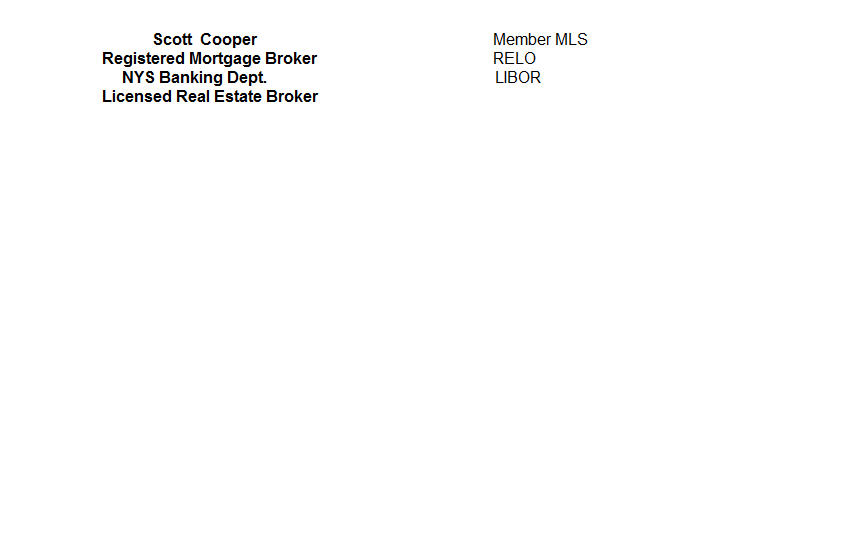 Scott  Cooper
Registered Mortgage Broker
NYS Banking Dept.
Licensed Real Estate Broker
Member MLS
RELO
LIBOR